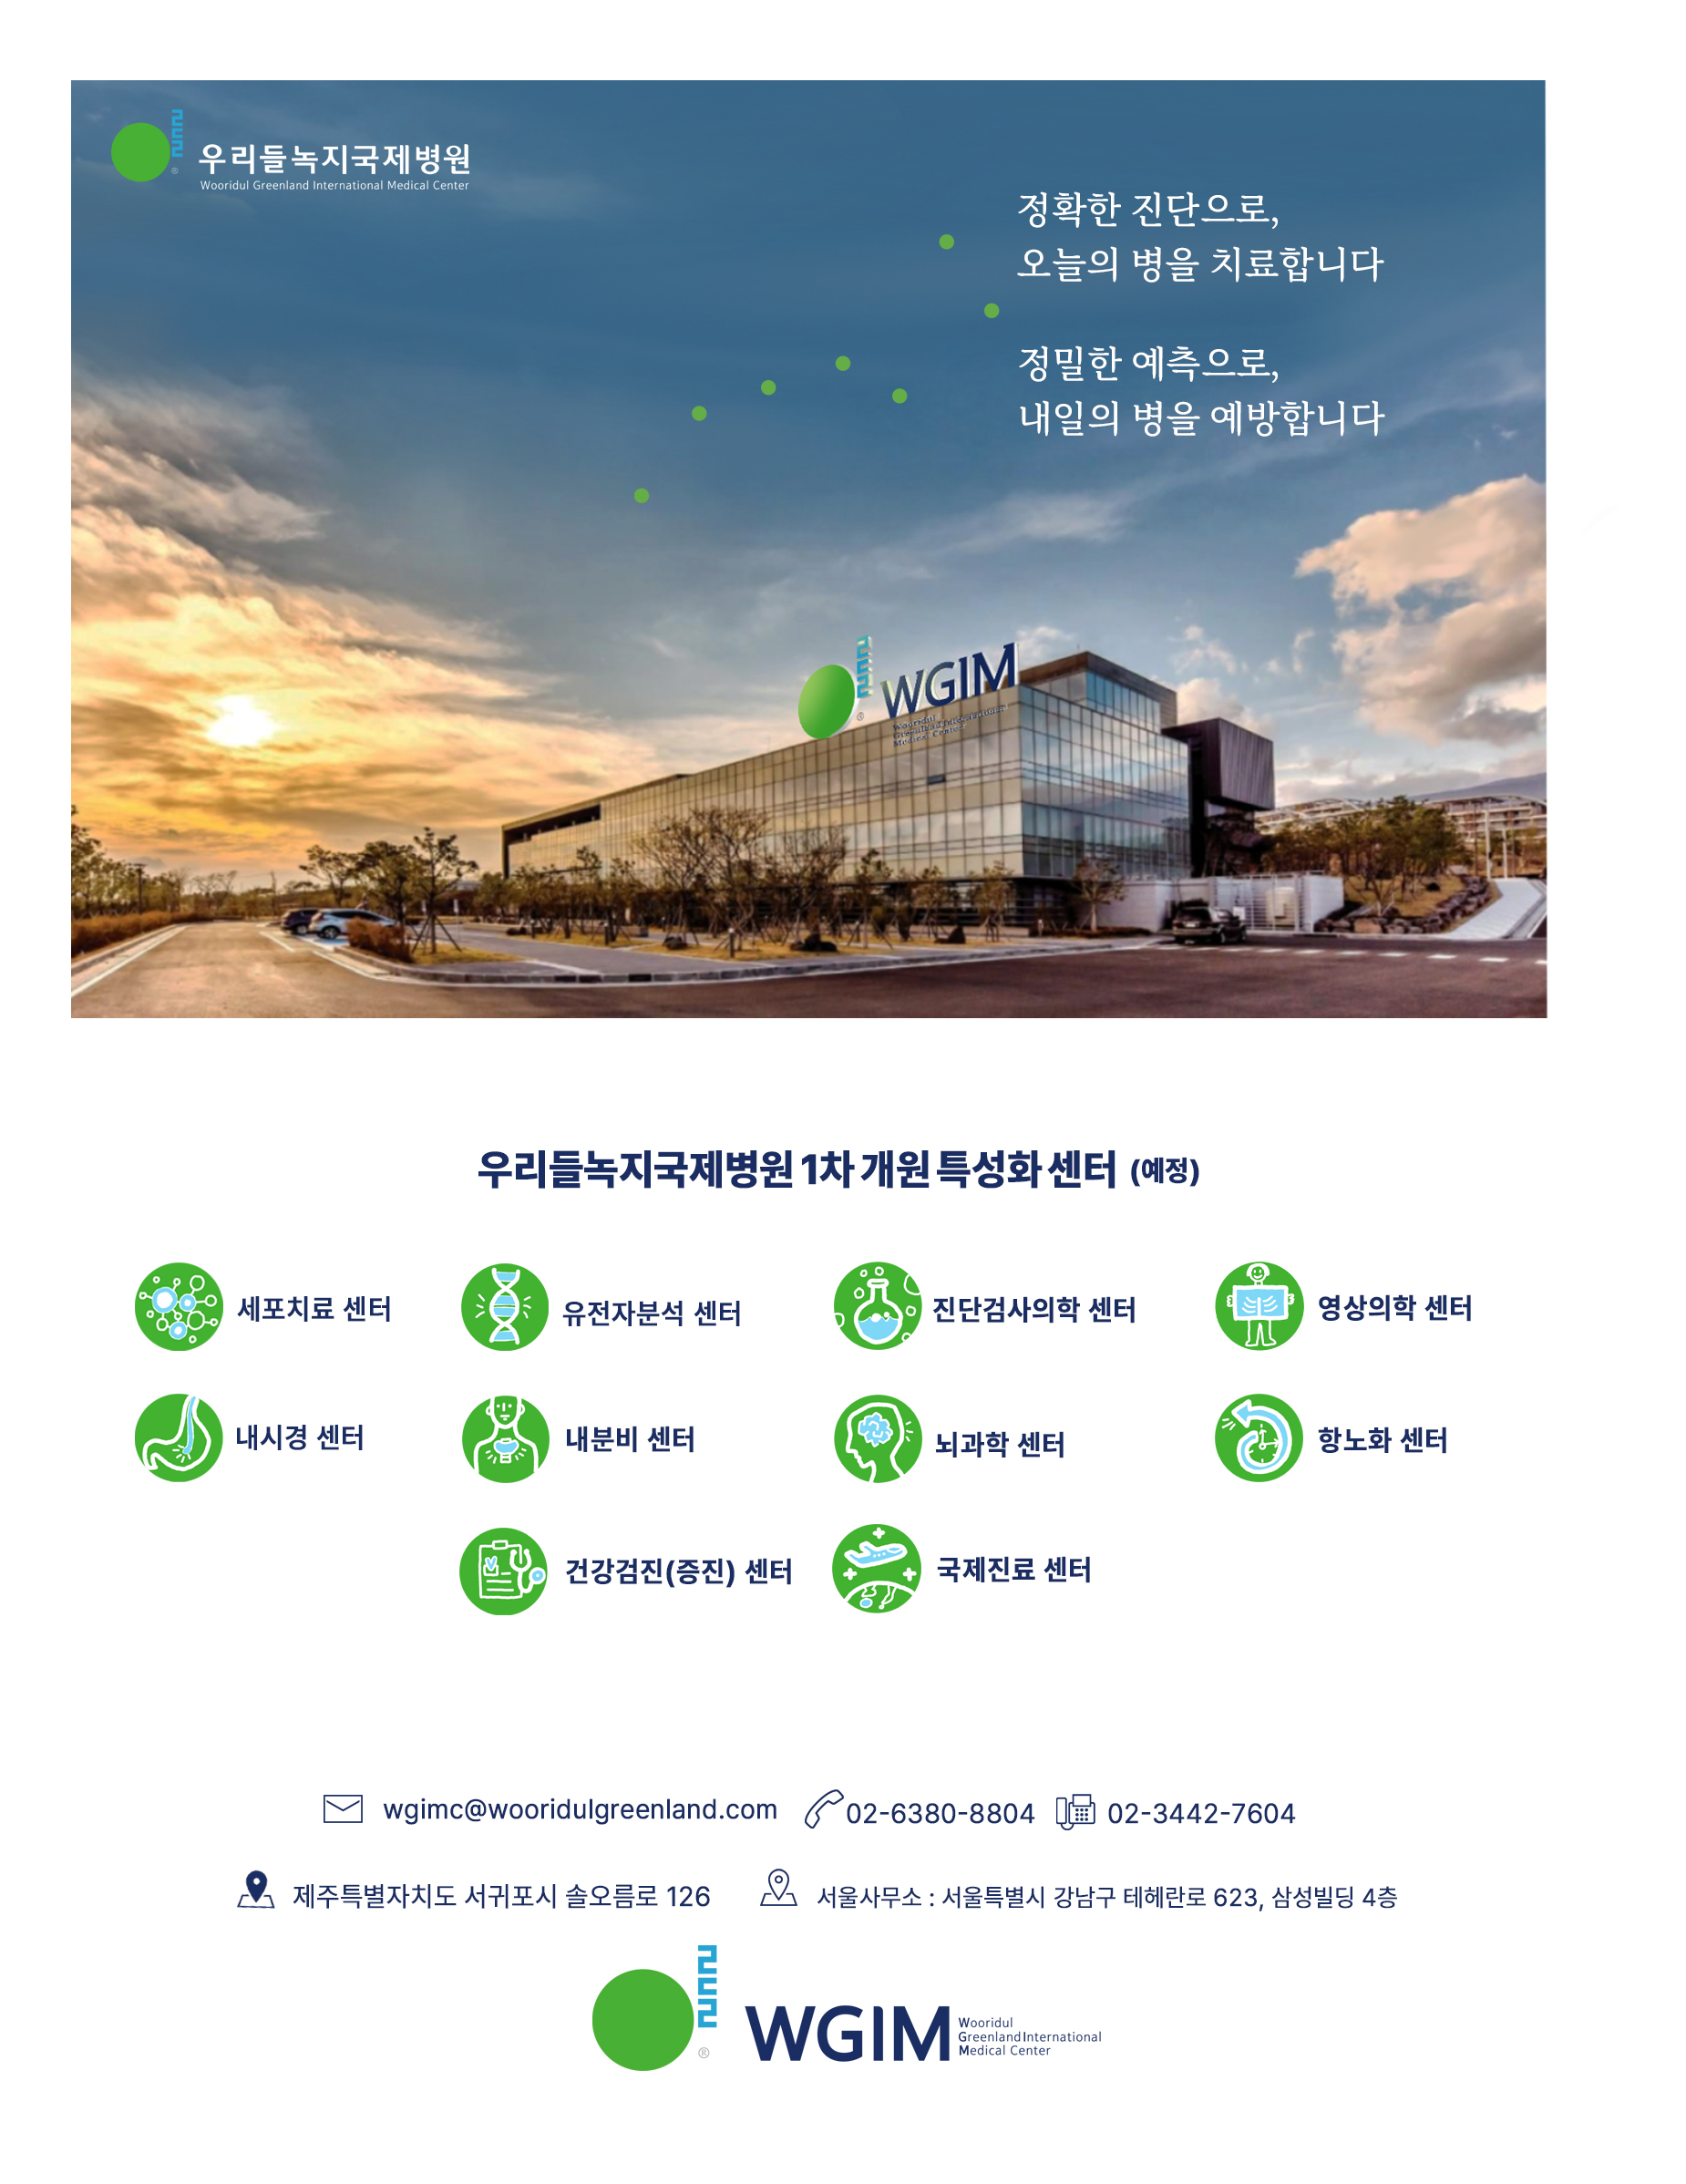 우리들녹지국제병원
Wooridul Greenland International Medical Center
®
정확한 진단으로,
오늘의 병을 치료합니다
정밀한 예측으로,
내일의 병을 예방합니다
WGIM
®
Wooridul
Medical Center
우리들녹지국제병원 1차 개원 특성화 센터 (예정)
세포치료 센터
유전자분석 센터
진단검사의학 센터
영상의학 센터
내시경 센터
내분비 센터
뇌과학 센터
항노화 센터
건강검진(증진) 센터
국제진료 센터
wgimc@wooridulgreenland.com 02-6380-8804 02-3442-7604
제주특별자치도 서귀포시 솔오름로 126 서울사무소 : 서울특별시 강남구 테헤란로 623, 삼성빌딩 4층
®
WGIM
Wooridul
Greenland International
Medical Center